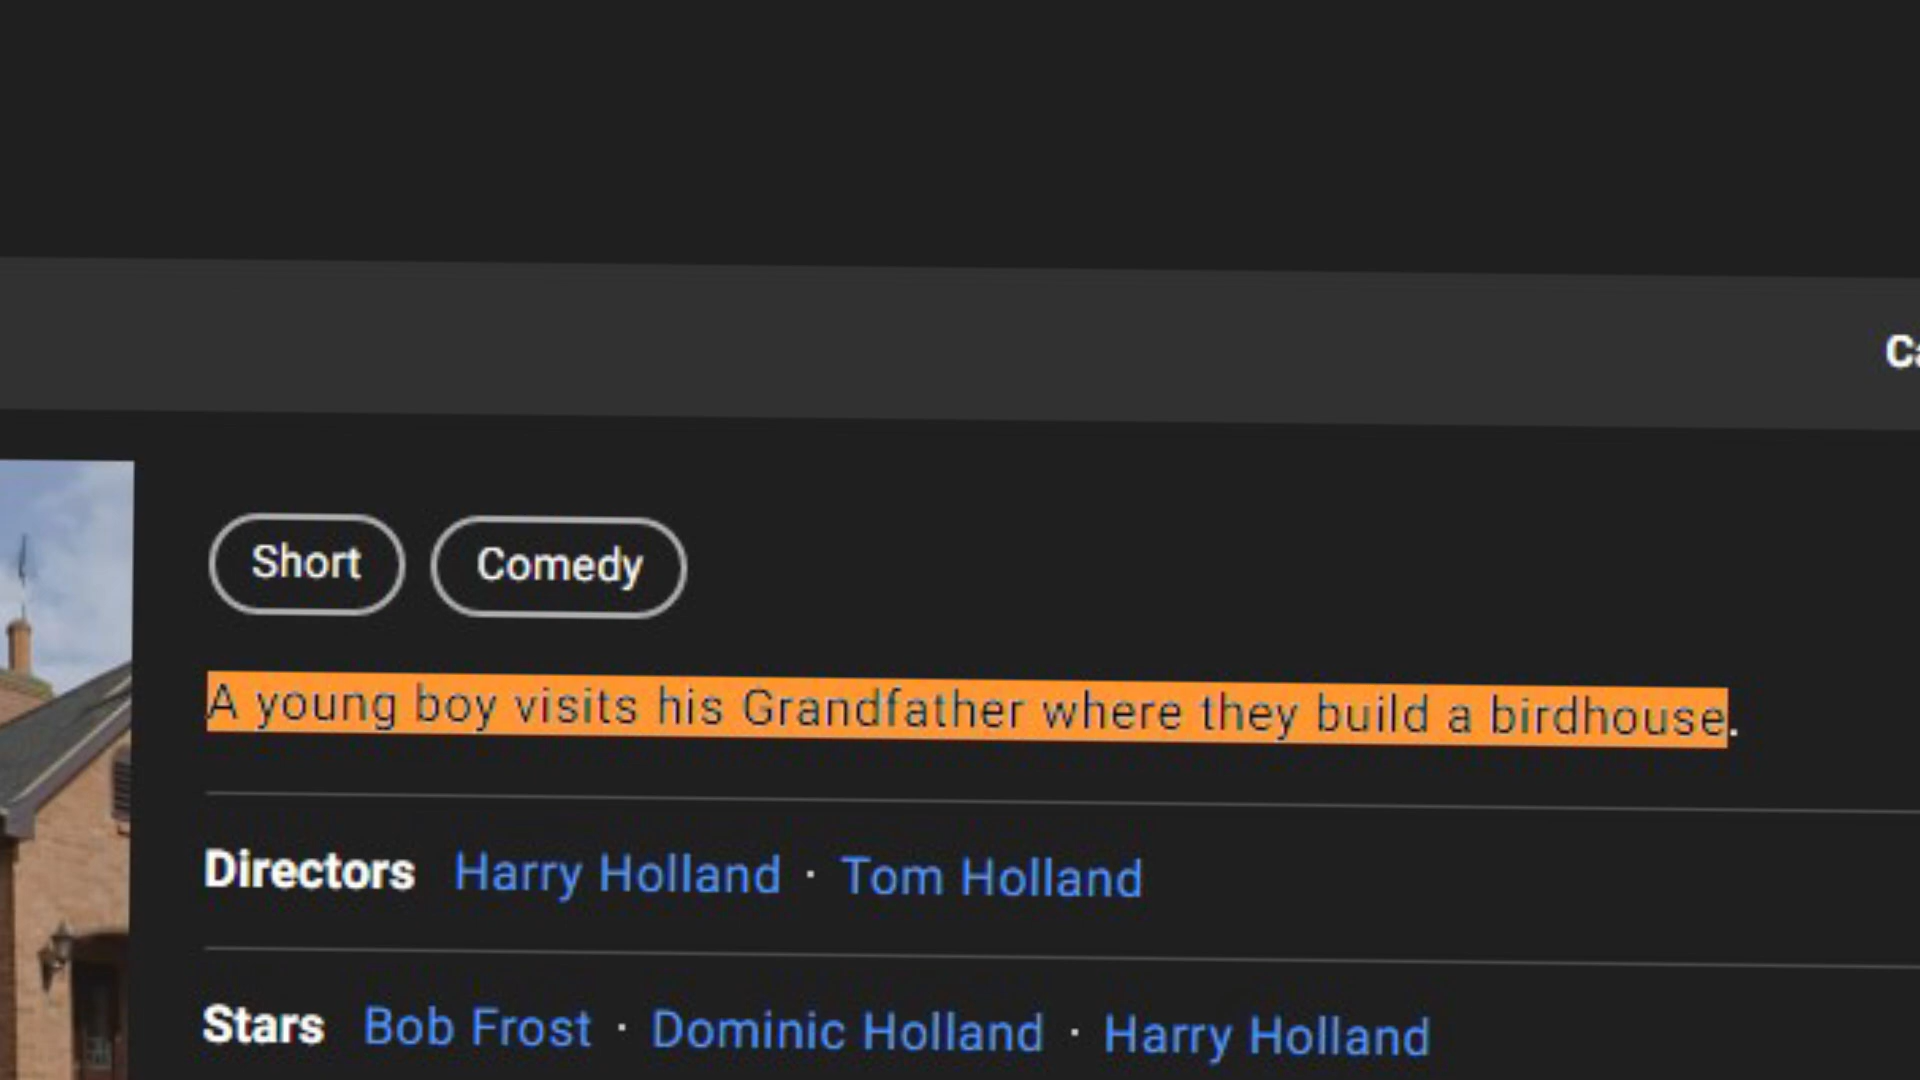 Ca
Short
Comedy
A young boy visits his Grandfather where they build a birdhouse.
Directors Harry Holland · Tom Holland
Stars Bob Frost · Dominic Holland · Harry Holland